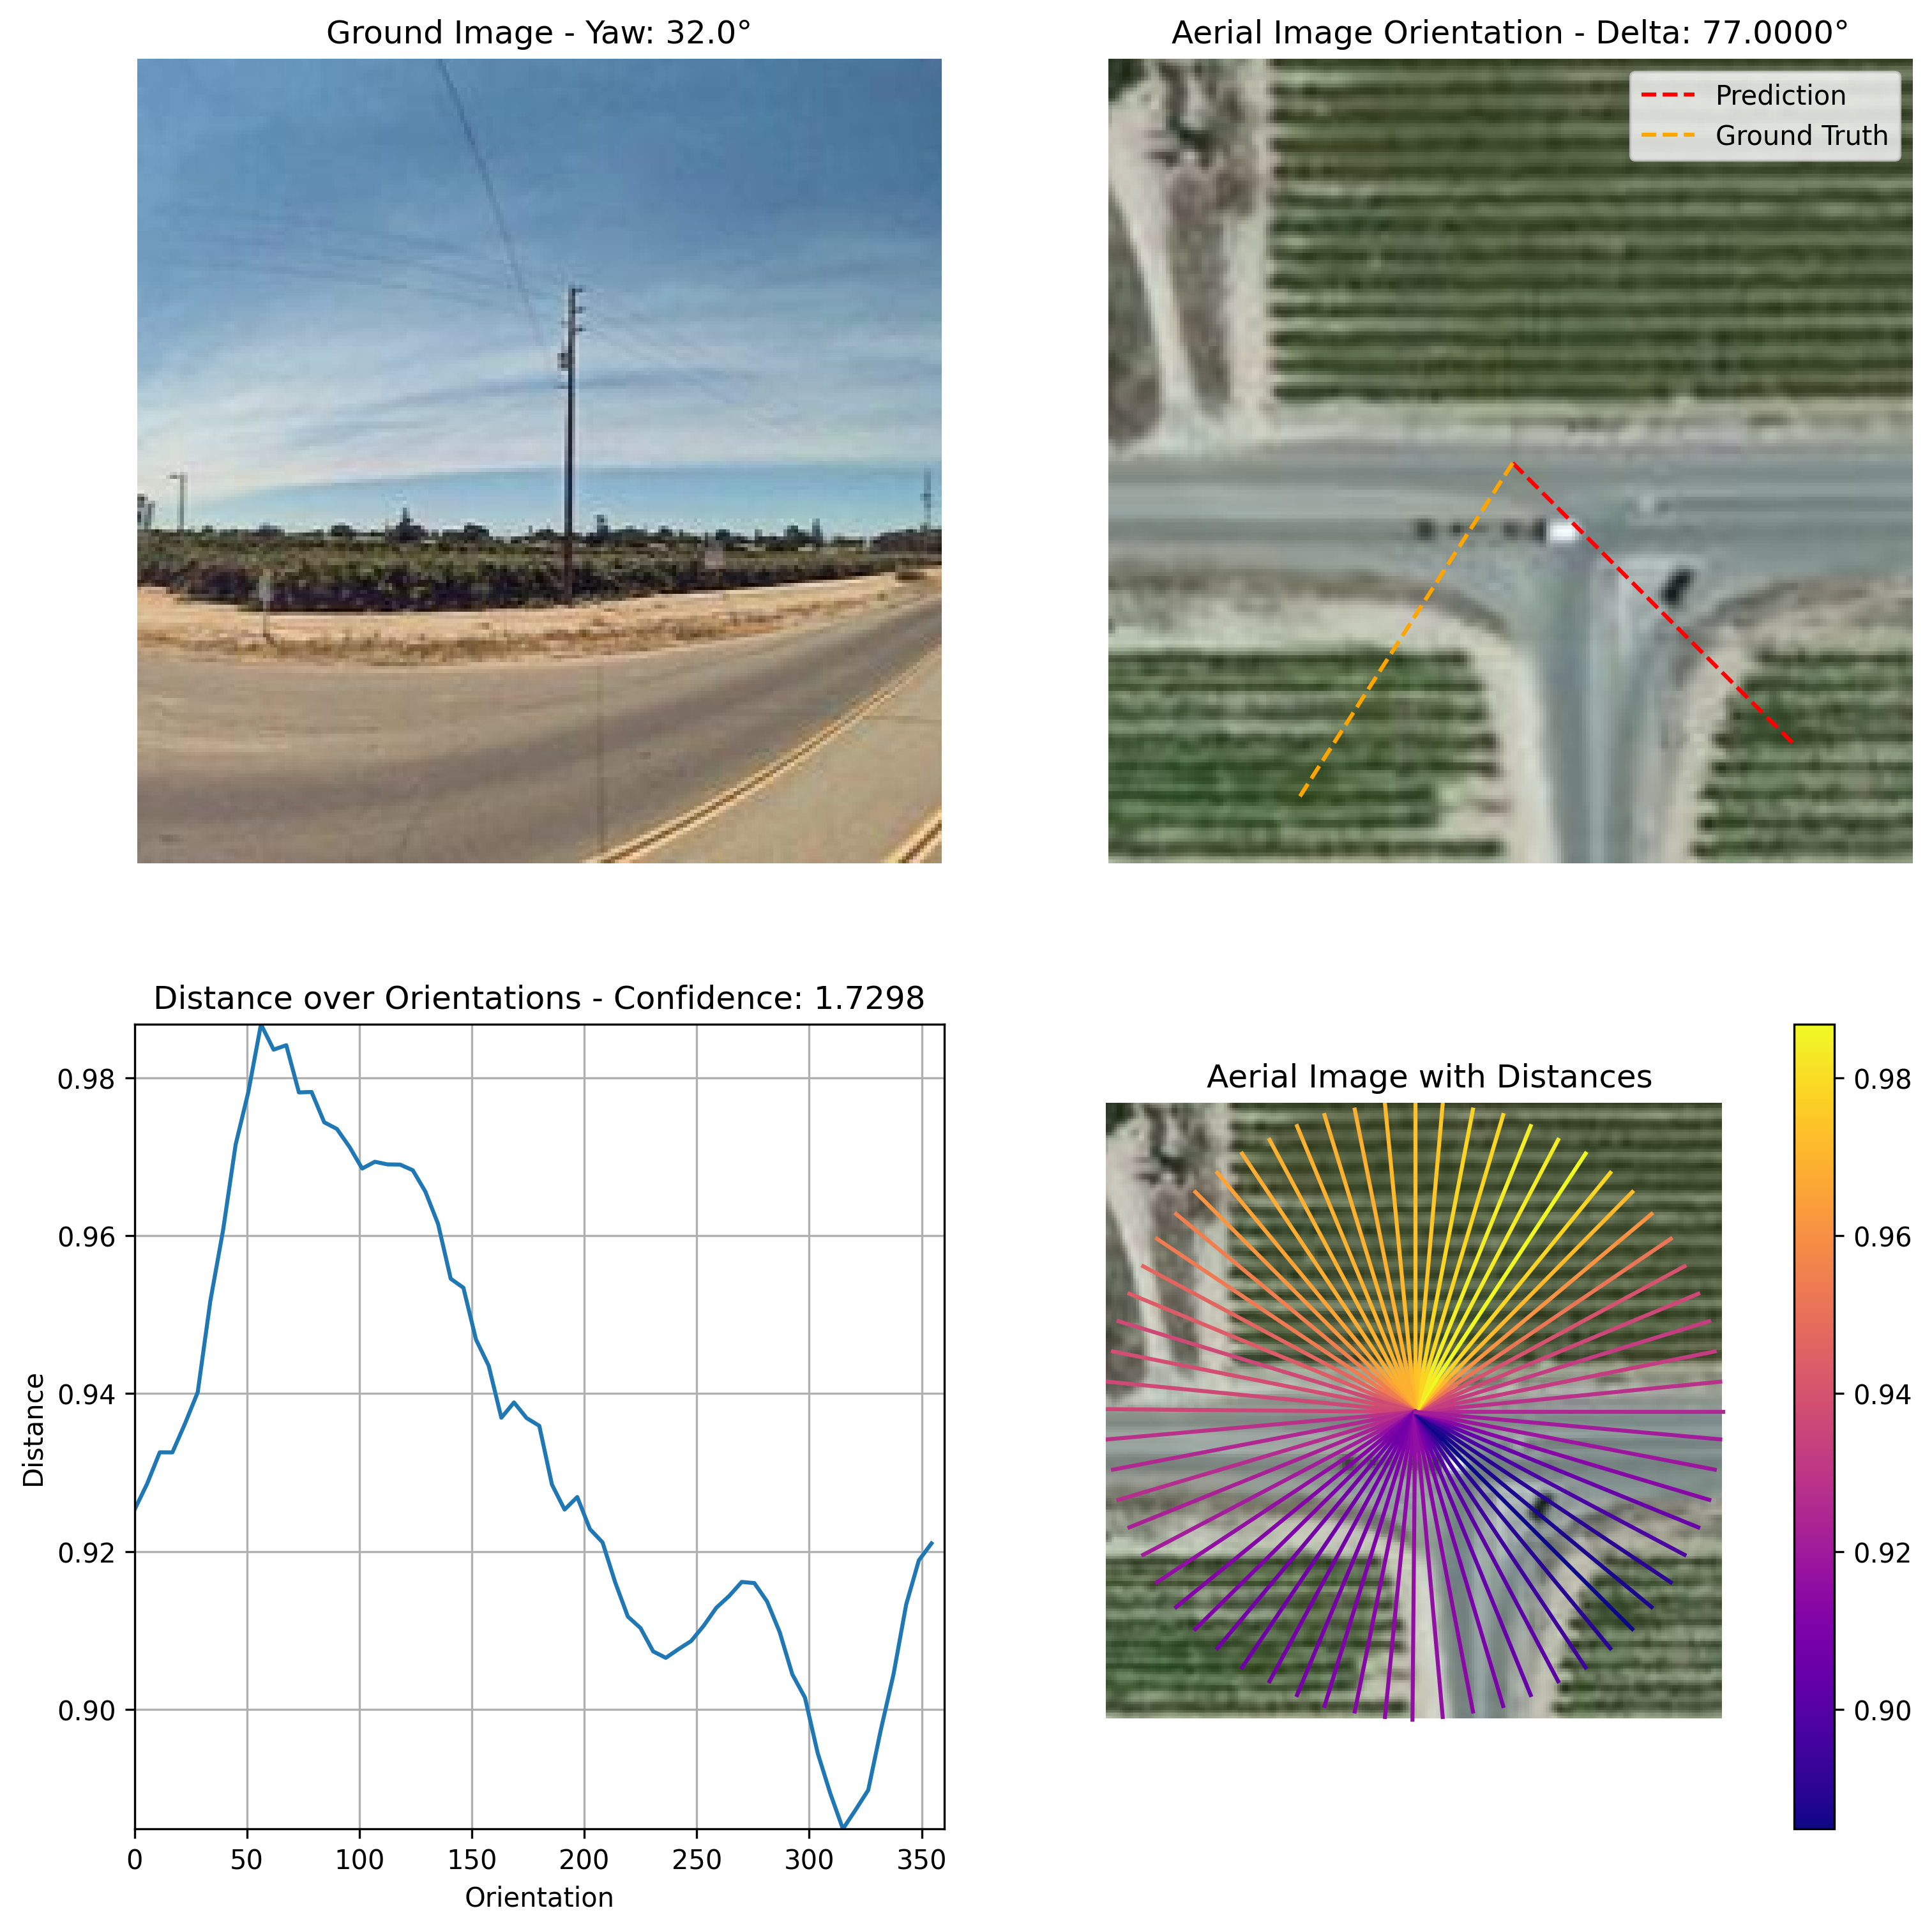 Ground Image - Yaw: 32.0°
Aerial Image Orientation - Delta: 77.0000°
Prediction
Ground Truth
Distance over Orientations - Confidence: 1.7298
0.98
0.96
0.94
0.92
0.90
Distance
0
50
100
150
200
250
300
350
Orientation
Aerial Image with Distances
0.98
0.96
0.94
0.92
0.90